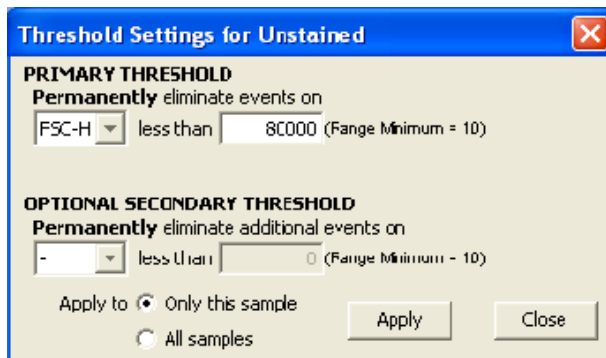 Threshold Settings for Unstained
PRIMARY THRESHOLD
Permanently eliminate events on
FSC-H less than 80000 (Range Minimum = 10)
OPTIONAL SECONDARY THRESHOLD
Permanently eliminate additional events on
- less than 0 (Range Minimum = 10)
Apply to Only this sample
All samples
Apply Close